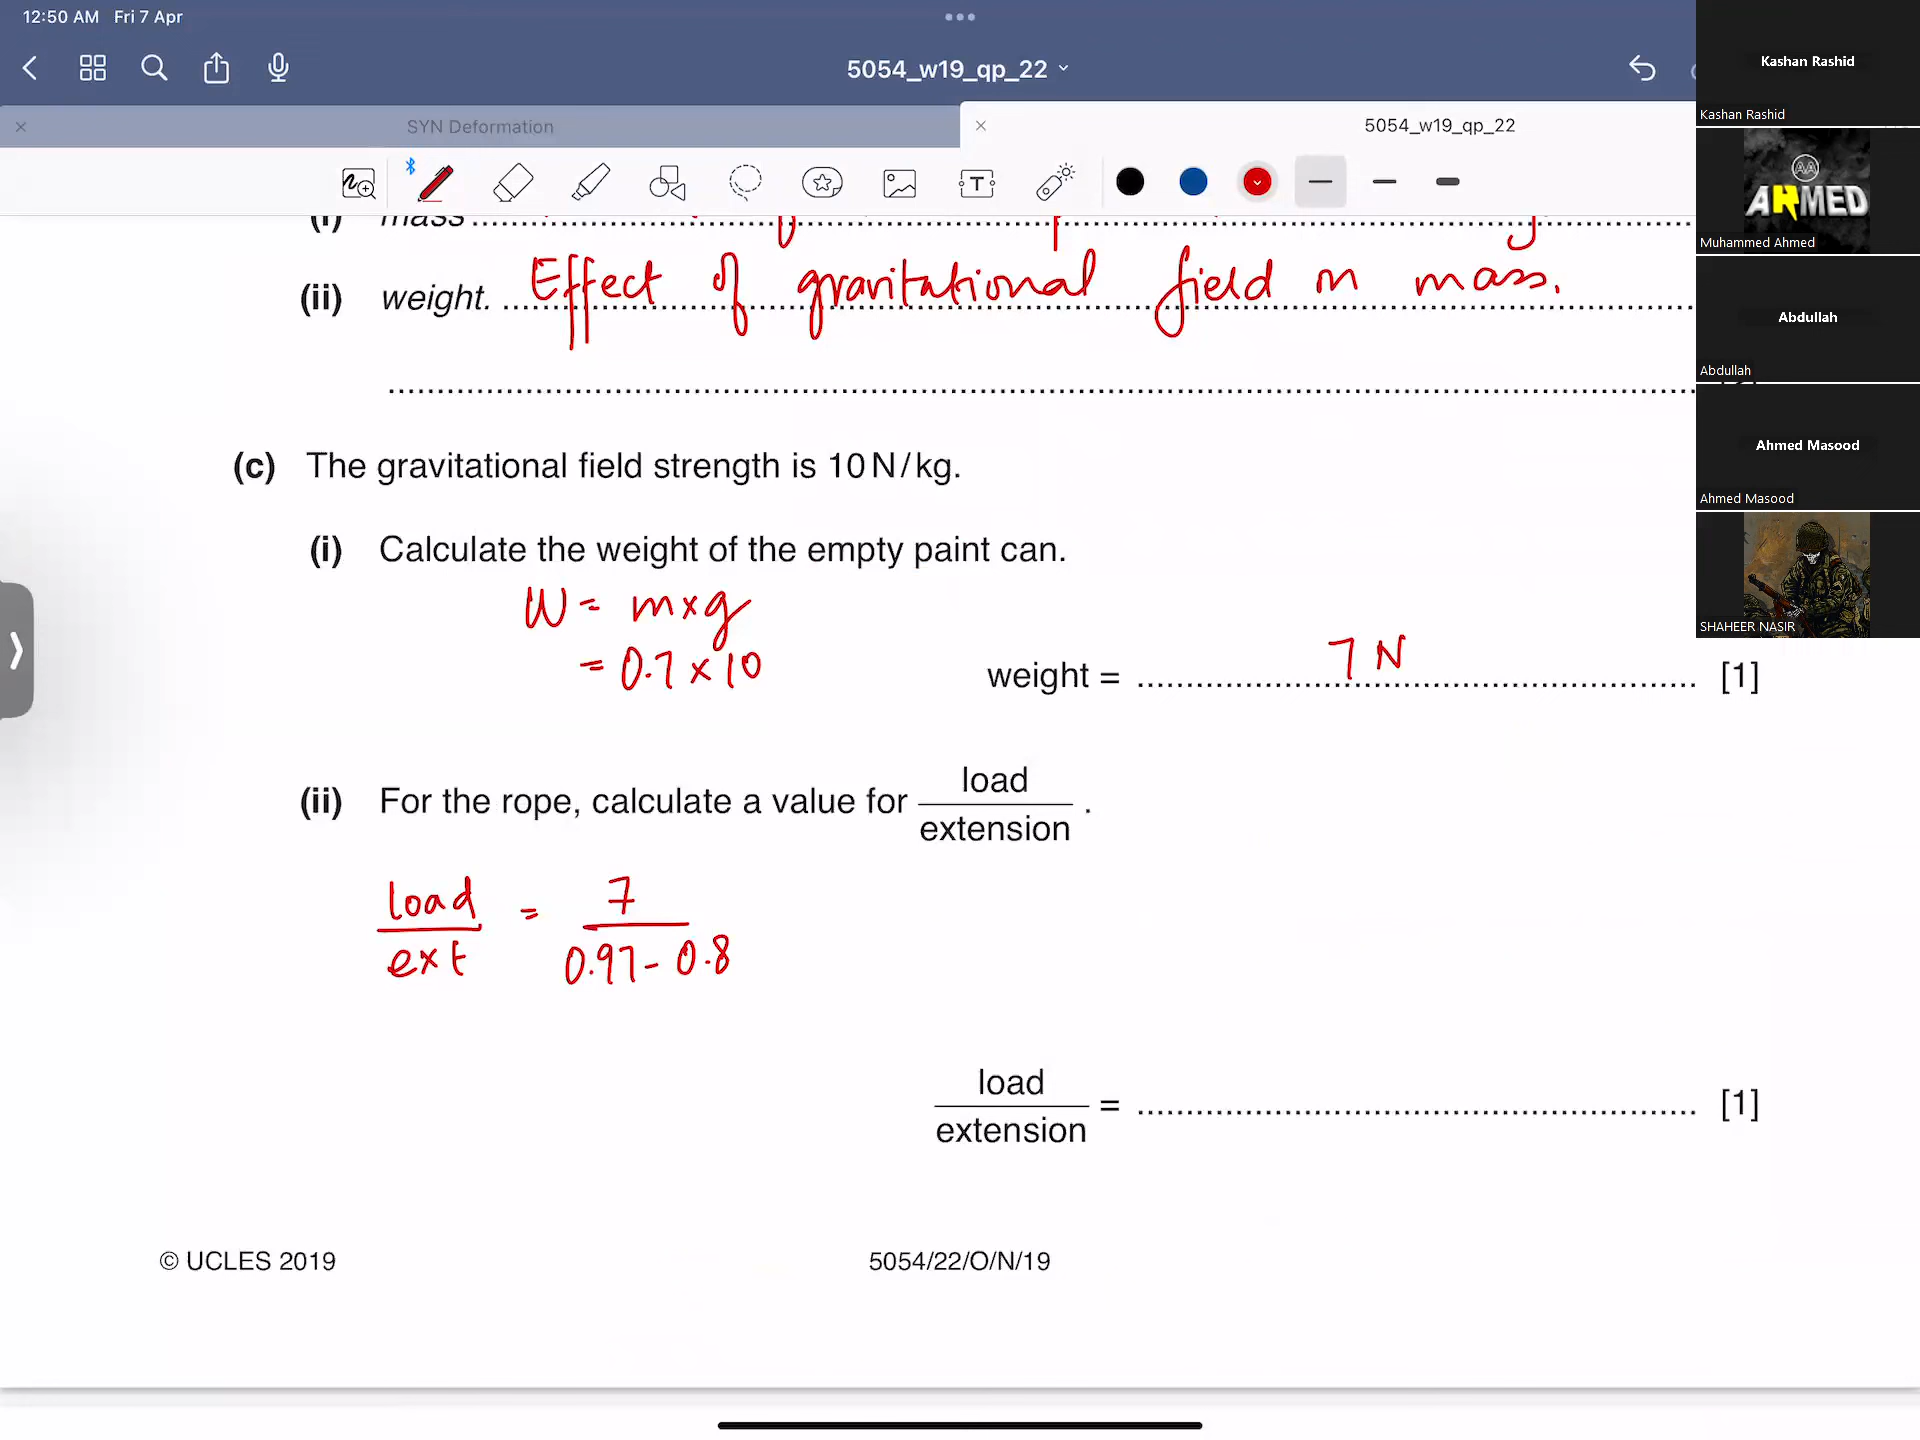 12:50 AM Fri 7 Apr
5054_w19_qp_22
SYN Deformation
5054_w19_qp_22
T
Kashan Rashid
Kashan Rashid
AA
ARMED
Muhammed Ahmed
Abdullah
Abdullah
Ahmed Masood
Ahmed Masood
SHAHEER NASIR
(i) mass
(ii) weight. Effect of gravitational field on mass.
(c) The gravitational field strength is 10 N/kg.
(i) Calculate the weight of the empty paint can.
W = m×g
= 0.7 × 10
weight = 7 N [1]
(ii) For the rope, calculate a value for load / extension .
load / ext = 7 / 0.97 - 0.8
load / extension = [1]
© UCLES 2019
5054/22/O/N/19